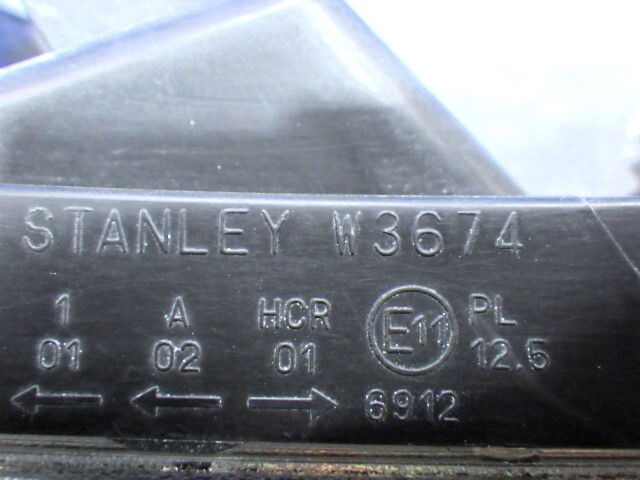 STANLEY W3674
1 A HCR E11 PL
01 02 01 12.5
← ← → 6912